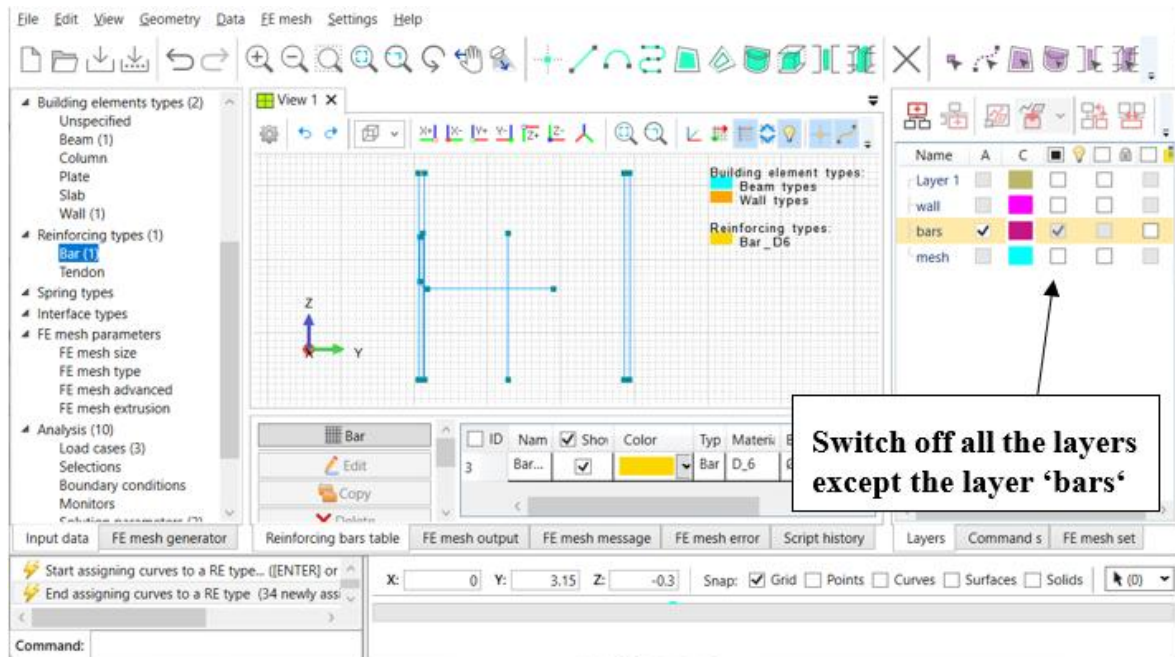 File Edit View Geometry Data FE mesh Settings Help
Building elements types (2)
Unspecified
Beam (1)
Column
Plate
Slab
Wall (1)
Reinforcing types (1)
Bar (1)
Tendon
Spring types
Interface types
FE mesh parameters
FE mesh size
FE mesh type
FE mesh advanced
FE mesh extrusion
Analysis (10)
Load cases (3)
Selections
Boundary conditions
Monitors
Input data FE mesh generator
View 1
X+ X- Y+ Y- Z+ Z-
Building element types:
Beam types
Wall types
Reinforcing types:
Bar_D6
Z
Y
Bar
Edit
Copy
Delete
ID Nam Show Color Typ Materia
3 Bar... Bar D_6
Reinforcing bars table FE mesh output FE mesh message FE mesh error Script history
Name A C
Layer 1
wall
bars
mesh
Switch off all the layers
except the layer ‘bars‘
Layers Command s FE mesh set
Start assigning curves to a RE type... ([ENTER] or
End assigning curves to a RE type (34 newly assi
Command:
X: 0 Y: 3.15 Z: -0.3 Snap: Grid Points Curves Surfaces Solids (0)